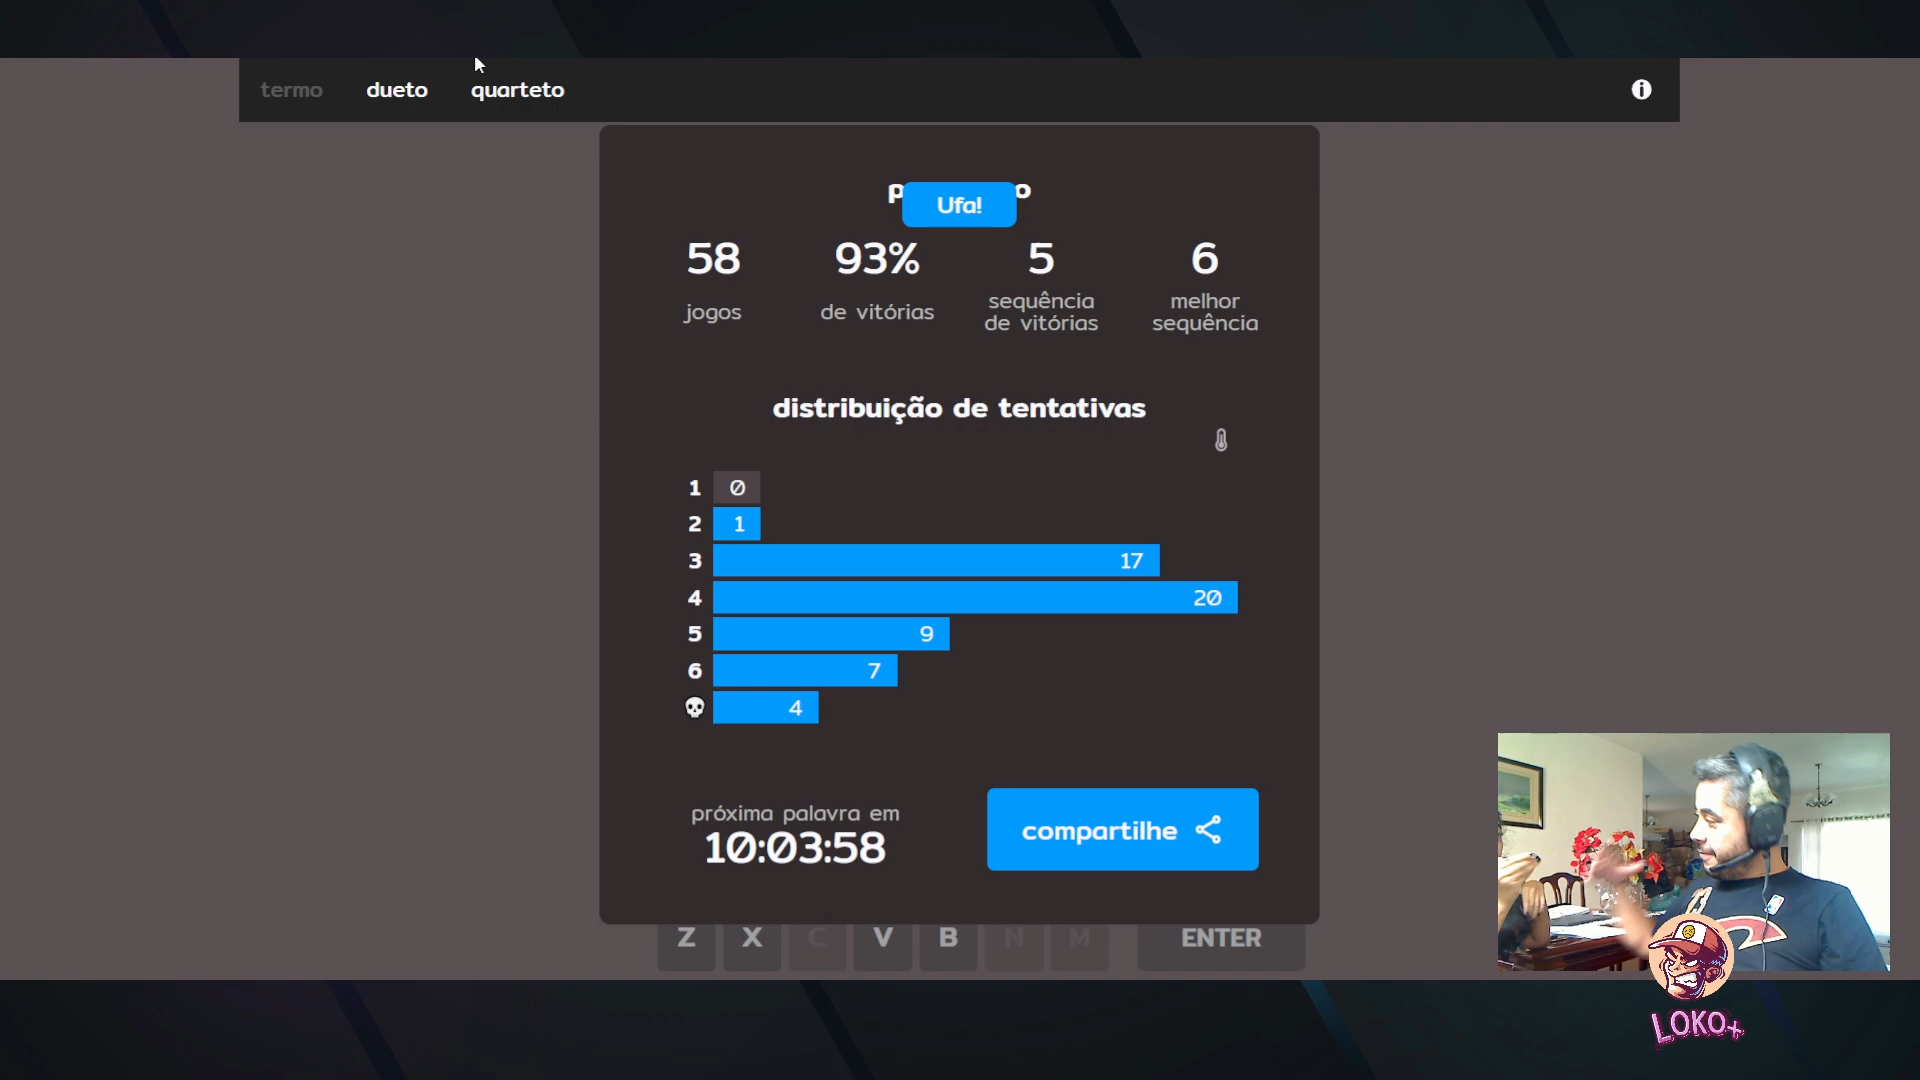 termo dueto quarteto
Ufa!
58 93% 5 6
jogos de vitórias sequência de vitórias melhor sequência
distribuição de tentativas
1 0
2 1
3 17
4 20
5 9
6 7
4
próxima palavra em
10:03:58
compartilhe
Z X C V B N M ENTER
LOKO+